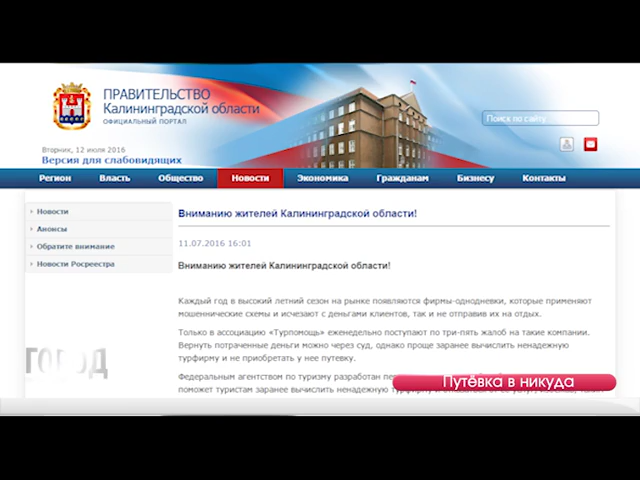 ПРАВИТЕЛЬСТВО
Калининградской области
ОФИЦИАЛЬНЫЙ ПОРТАЛ
Поиск по сайту
Вторник, 12 июля 2016
Версия для слабовидящих
Регион Власть Общество Новости Экономика Гражданам Бизнесу Контакты
Новости
Анонсы
Обратите внимание
Новости Росреестра
Вниманию жителей Калининградской области!
11.07.2016 16:01
Вниманию жителей Калининградской области!
Каждый год в высокий летний сезон на рынке появляются фирмы-однодневки, которые применяют
мошеннические схемы и исчезают с деньгами клиентов, так и не отправив их на отдых.
Только в ассоциацию «Турпомощь» еженедельно поступают по три-пять жалоб на такие компании.
Вернуть потраченные деньги можно через суд, однако проще заранее вычислить ненадежную
турфирму и не приобретать у нее путевку.
Федеральным агентством по туризму разработан
поможет туристам заранее вычислить ненадежную турфирму и
ГОРОД
Путёвка в никуда